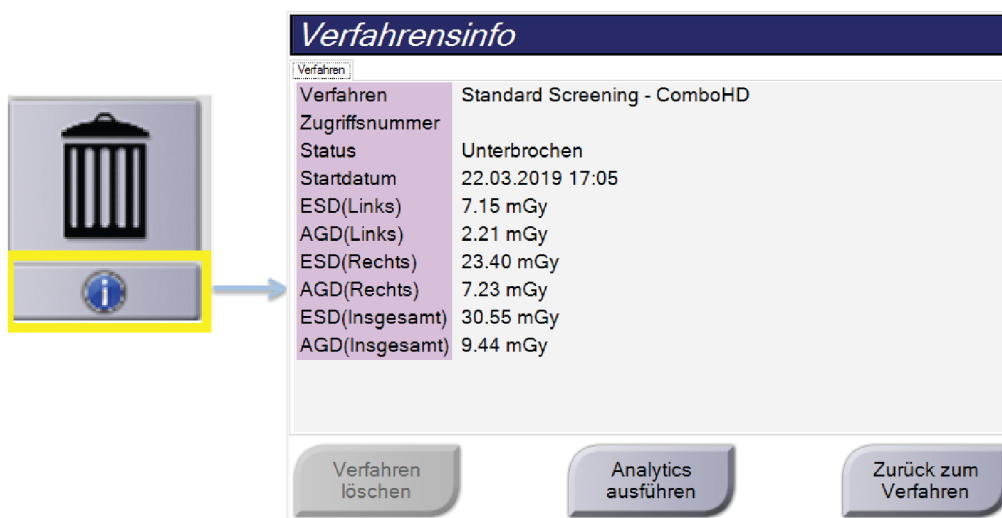 Verfahrensinfo
Verfahren
Verfahren Standard Screening - ComboHD
Zugriffsnummer
Status Unterbrochen
Startdatum 22.03.2019 17:05
ESD(Links) 7.15 mGy
AGD(Links) 2.21 mGy
ESD(Rechts) 23.40 mGy
AGD(Rechts) 7.23 mGy
ESD(Insgesamt) 30.55 mGy
AGD(Insgesamt) 9.44 mGy
Verfahren
löschen
Analytics
ausführen
Zurück zum
Verfahren